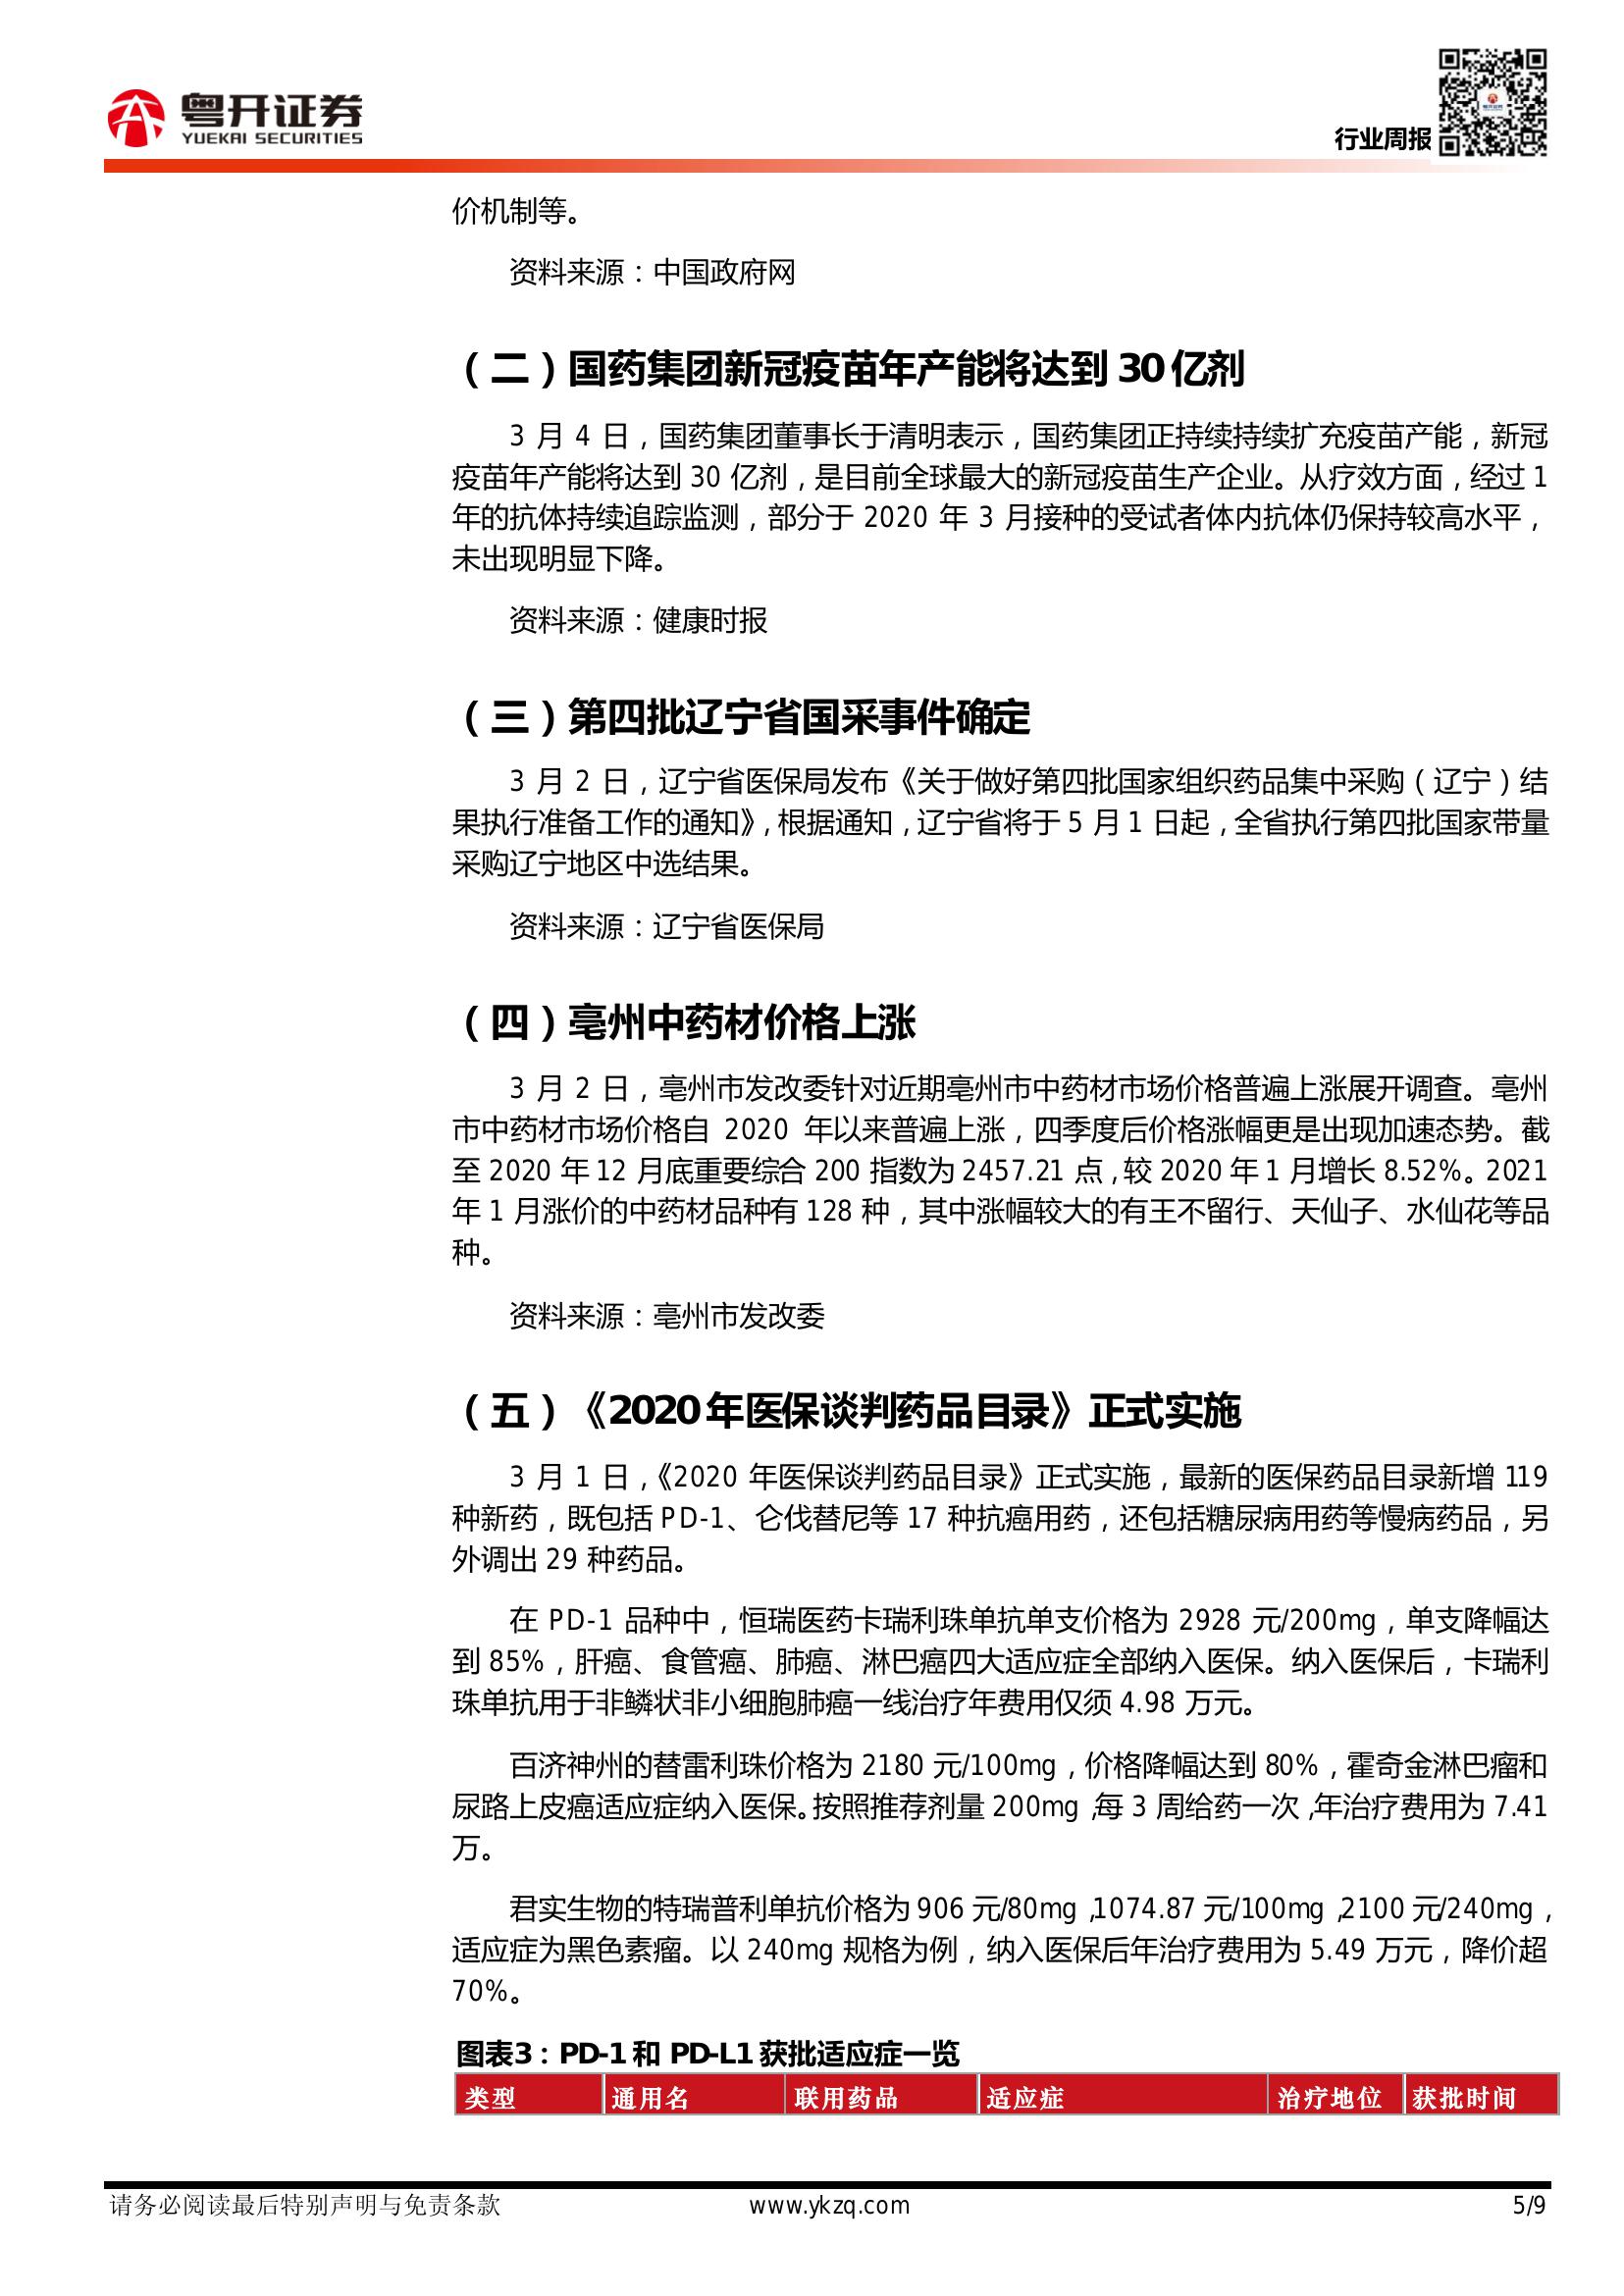 粤开证券
YUEKAI SECURITIES
行业周报
价机制等。
资料来源：中国政府网
（二）国药集团新冠疫苗年产能将达到 30 亿剂
3 月 4 日，国药集团董事长于清明表示，国药集团正持续持续扩充疫苗产能，新冠
疫苗年产能将达到 30 亿剂，是目前全球最大的新冠疫苗生产企业。从疗效方面，经过 1
年的抗体持续追踪监测，部分于 2020 年 3 月接种的受试者体内抗体仍保持较高水平，
未出现明显下降。
资料来源：健康时报
（三）第四批辽宁省国采事件确定
3 月 2 日，辽宁省医保局发布《关于做好第四批国家组织药品集中采购（辽宁）结
果执行准备工作的通知》，根据通知，辽宁省将于 5 月 1 日起，全省执行第四批国家带量
采购辽宁地区中选结果。
资料来源：辽宁省医保局
（四）亳州中药材价格上涨
3 月 2 日，亳州市发改委针对近期亳州市中药材市场价格普遍上涨展开调查。亳州
市中药材市场价格自 2020 年以来普遍上涨，四季度后价格涨幅更是出现加速态势。截
至 2020 年 12 月底重要综合 200 指数为 2457.21 点，较 2020 年 1 月增长 8.52%。2021
年 1 月涨价的中药材品种有 128 种，其中涨幅较大的有王不留行、天仙子、水仙花等品
种。
资料来源：亳州市发改委
（五）《2020 年医保谈判药品目录》正式实施
3 月 1 日，《2020 年医保谈判药品目录》正式实施，最新的医保药品目录新增 119
种新药，既包括 PD-1、仑伐替尼等 17 种抗癌用药，还包括糖尿病用药等慢病药品，另
外调出 29 种药品。
在 PD-1 品种中，恒瑞医药卡瑞利珠单抗单支价格为 2928 元/200mg，单支降幅达
到 85%，肝癌、食管癌、肺癌、淋巴癌四大适应症全部纳入医保。纳入医保后，卡瑞利
珠单抗用于非鳞状非小细胞肺癌一线治疗年费用仅须 4.98 万元。
百济神州的替雷利珠价格为 2180 元/100mg，价格降幅达到 80%，霍奇金淋巴瘤和
尿路上皮癌适应症纳入医保。按照推荐剂量 200mg，每 3 周给药一次，年治疗费用为 7.41
万。
君实生物的特瑞普利单抗价格为 906 元/80mg，1074.87 元/100mg，2100 元/240mg，
适应症为黑色素瘤。以 240mg 规格为例，纳入医保后年治疗费用为 5.49 万元，降价超
70%。
图表3：PD-1 和 PD-L1 获批适应症一览
类型 通用名 联用药品 适应症 治疗地位 获批时间
请务必阅读最后特别声明与免责条款 www.ykzq.com 5/9